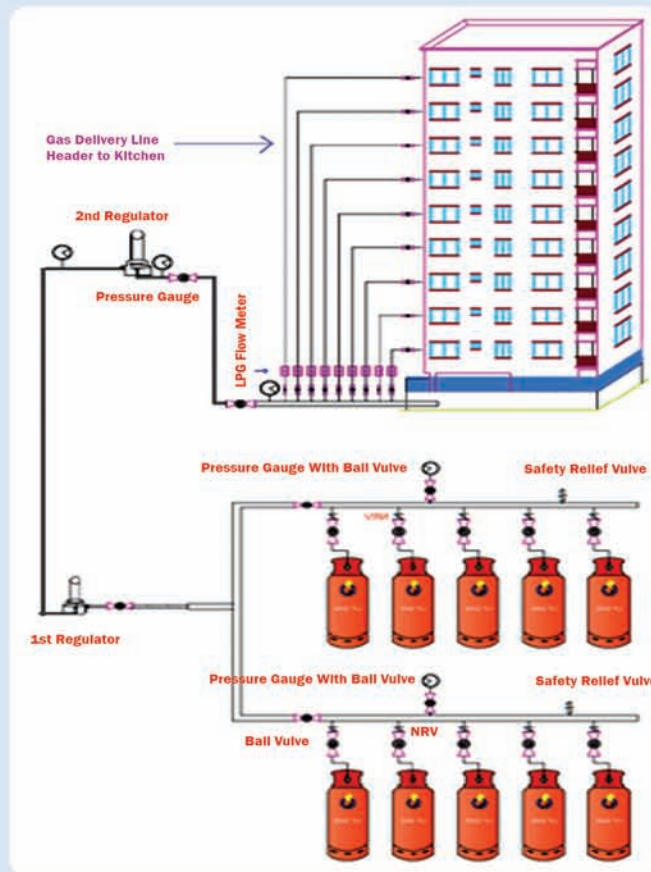 Gas Delivery Line
Header to Kitchen
2nd Regulator
Pressure Gauge
LPG Flow Meter
Pressure Gauge With Ball Vulve
Safety Relief Vulve
1st Regulator
Pressure Gauge With Ball Vulve
Safety Relief Vulve
Ball Vulve
NRV